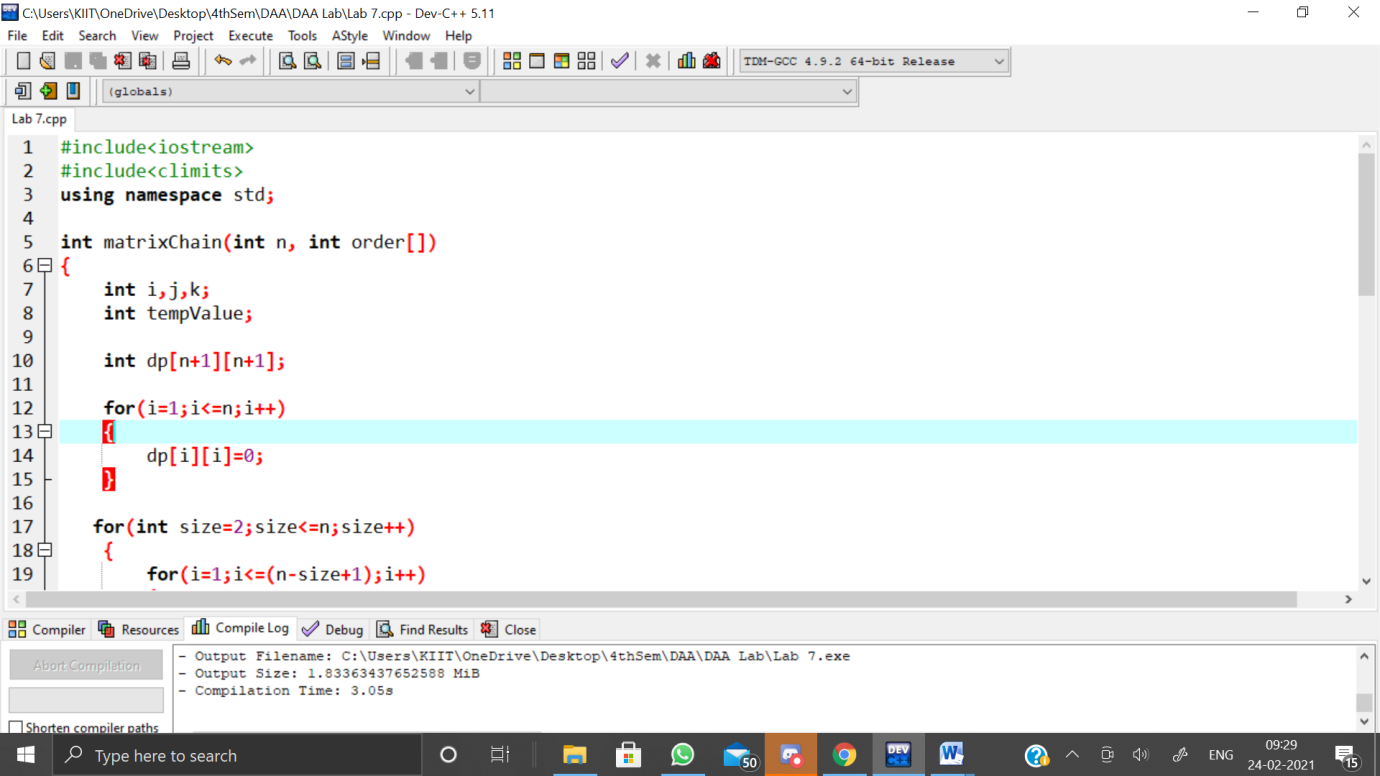 C:\Users\KIIT\OneDrive\Desktop\4thSem\DAA\DAA Lab\Lab 7.cpp - Dev-C++ 5.11
File Edit Search View Project Execute Tools AStyle Window Help
TDM-GCC 4.9.2 64-bit Release
(globals)
Lab 7.cpp
1 #include<iostream>
2 #include<climits>
3 using namespace std;
4
5 int matrixChain(int n, int order[])
6 {
7 int i,j,k;
8 int tempValue;
9
10 int dp[n+1][n+1];
11
12 for(i=1;i<=n;i++)
13 {
14 dp[i][i]=0;
15 }
16
17 for(int size=2;size<=n;size++)
18 {
19 for(i=1;i<=(n-size+1);i++)
Compiler Resources Compile Log Debug Find Results Close
Abort Compilation
- Output Filename: C:\Users\KIIT\OneDrive\Desktop\4thSem\DAA\DAA Lab\Lab 7.exe
- Output Size: 1.83363437652588 MiB
- Compilation Time: 3.05s
Shorten compiler paths
Type here to search
50
DEV C++
W
ENG
09:29
24-02-2021
15